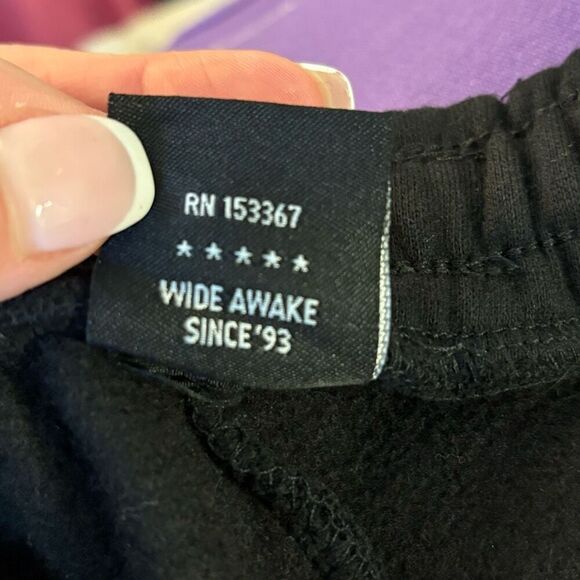 RN 153367
★★★★★
WIDE AWAKE
SINCE '93